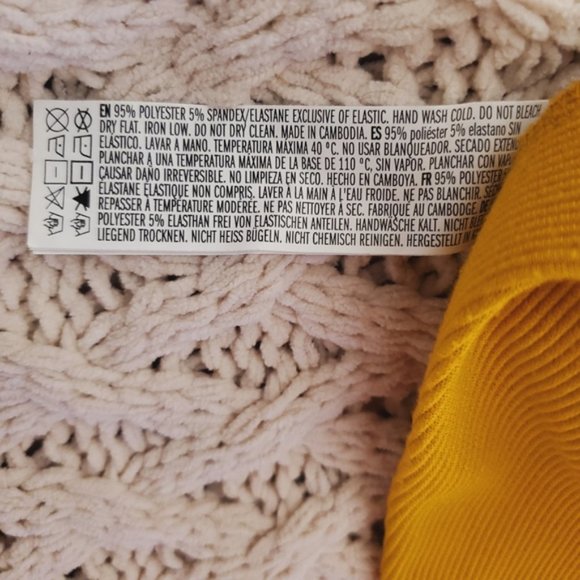 EN 95% POLYESTER 5% SPANDEX/ELASTANE EXCLUSIVE OF ELASTIC. HAND WASH COLD. DO NOT BLEACH
DRY FLAT. IRON LOW. DO NOT DRY CLEAN. MADE IN CAMBODIA. ES 95% poliéster 5% elastano SIN
ELÁSTICO. LAVAR A MANO. TEMPERATURA MÁXIMA 40 °C. NO USAR BLANQUEADOR. SECADO
PLANCHAR A UNA TEMPERATURA MÁXIMA DE LA BASE DE 110 °C, SIN VAPOR. PLANCHAR CON
CAUSAR DAÑO IRREVERSIBLE. NO LIMPIEZA EN SECO. HECHO EN CAMBOYA. FR 95% POLYESTER
ÉLASTANE ÉLASTIQUE NON COMPRIS. LAVER À LA MAIN À L'EAU FROIDE. NE PAS BLANCHIR.
REPASSER À TEMPÉRATURE MODÉRÉE. NE PAS NETTOYER À SEC. FABRIQUÉ AU CAMBODGE.
POLYESTER 5% ELASTHAN FREI VON ELASTISCHEN ANTEILEN. HANDWÄSCHE KALT. NICHT
LIEGEND TROCKNEN. NICHT HEISS BÜGELN. NICHT CHEMISCH REINIGEN. HERGESTELLT